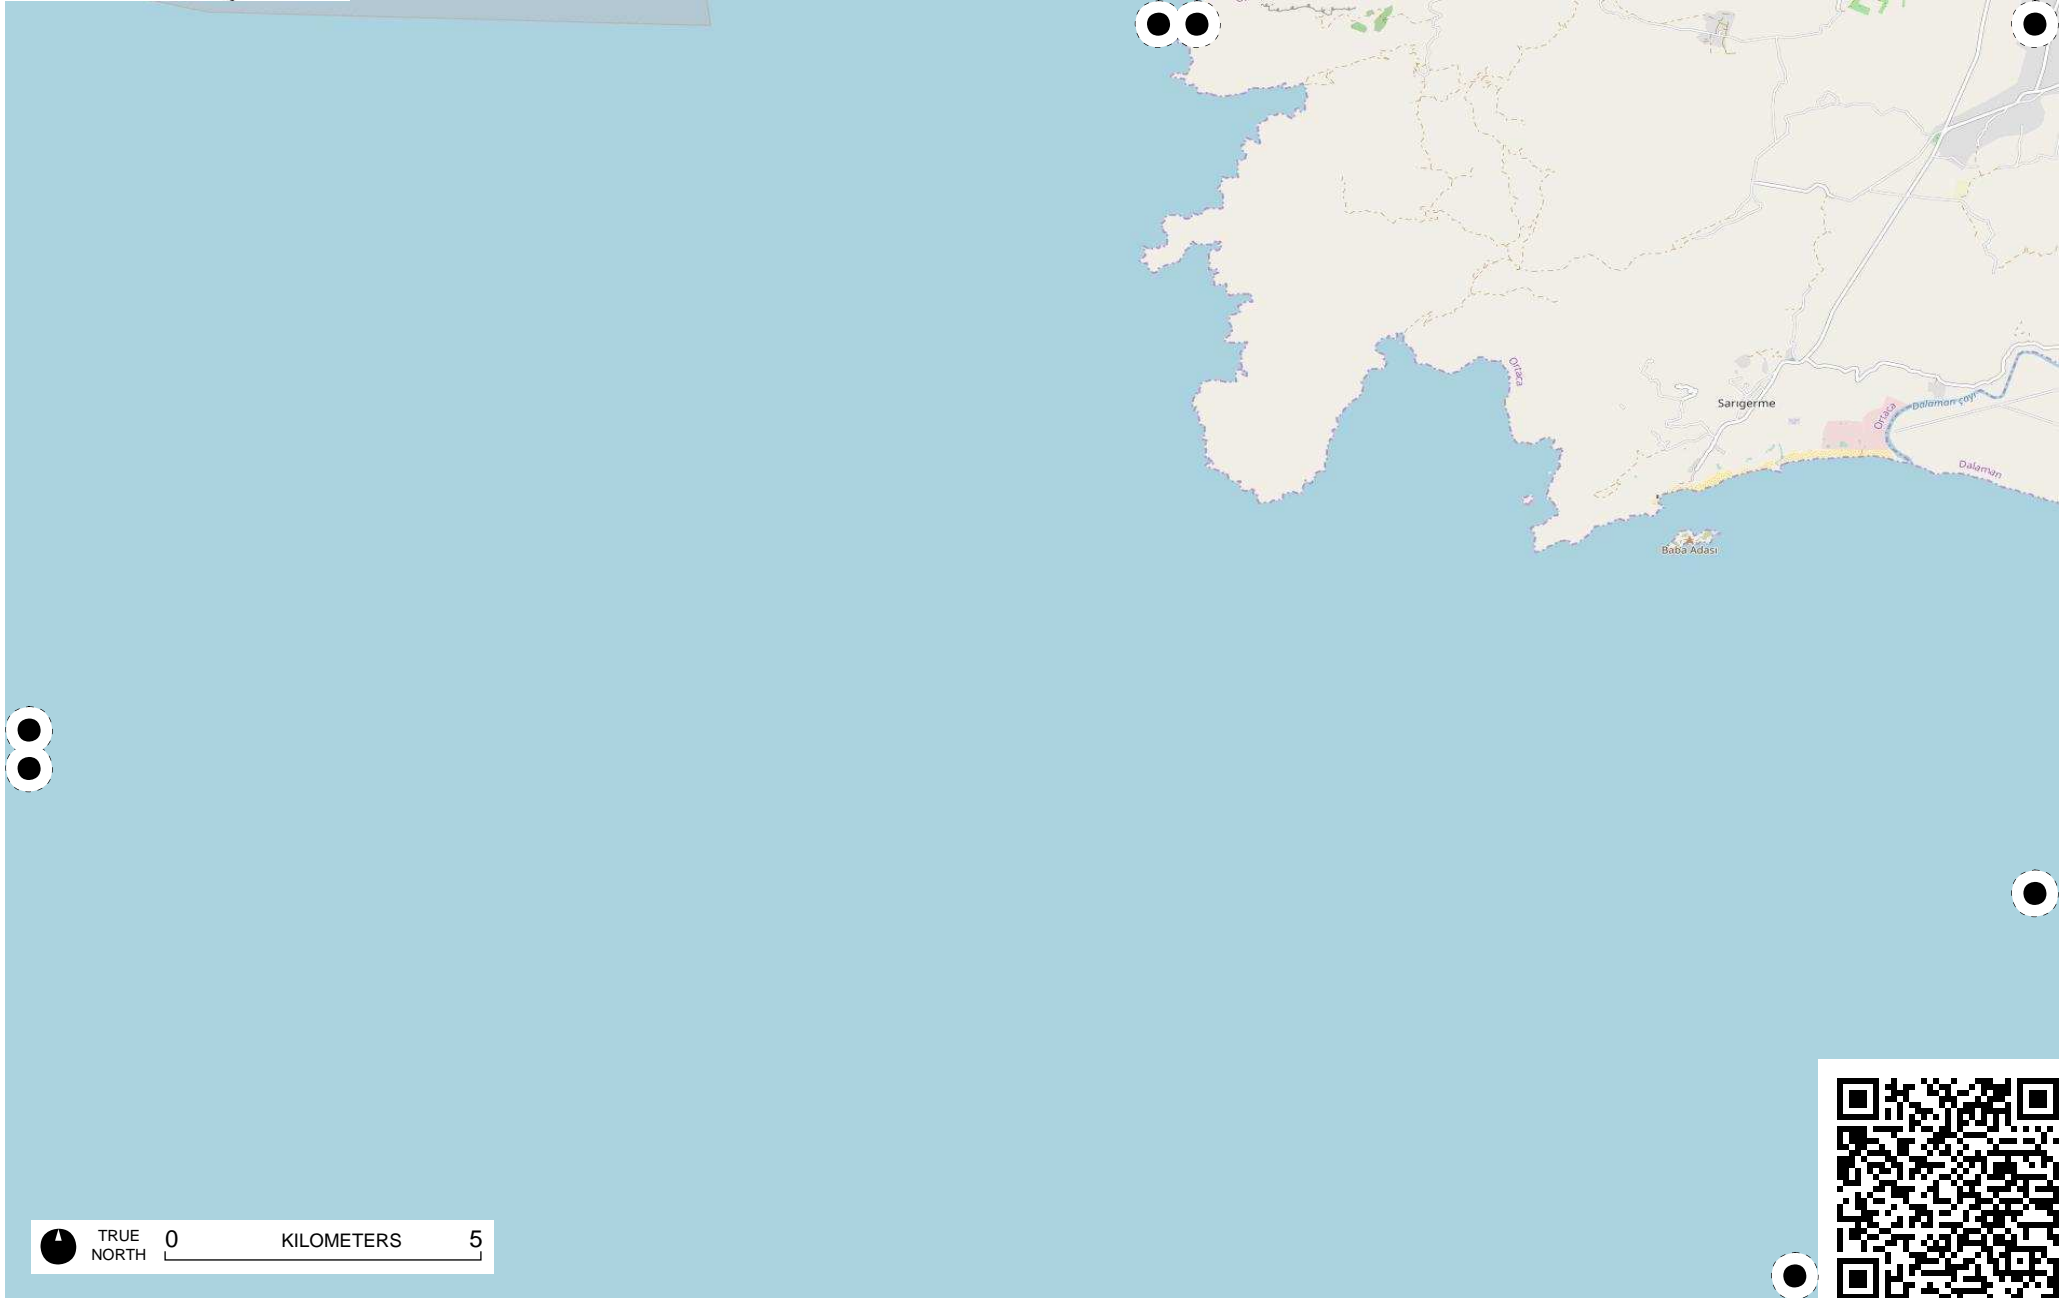 Ortaca
Sarıgerme
Ortaca
Dalaman çayı
Dalaman
Baba Adası
TRUE
NORTH
0 KILOMETERS 5